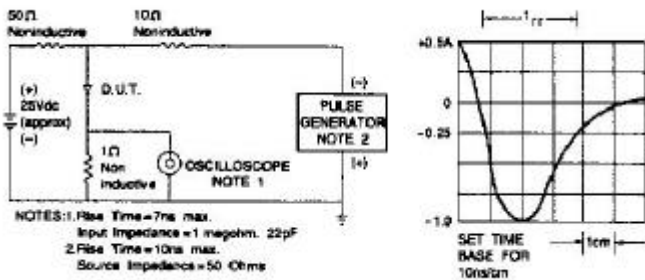 50Ω
Noninductive
10Ω
Noninductive
(+)
25Vdc
(approx)
(−)
D.U.T.
1Ω
Non
inductive
OSCILLOSCOPE
NOTE 1
(−)
PULSE
GENERATOR
NOTE 2
(+)
NOTES:1.Rise Time=7ns max.
Input Impedance=1 megohm. 22pF
2.Rise Time=10ns max.
Source Impedance=50 Ohms
trr
+0.5A
0
-0.25
-1.0
SET TIME
BASE FOR
10ns/cm
1cm